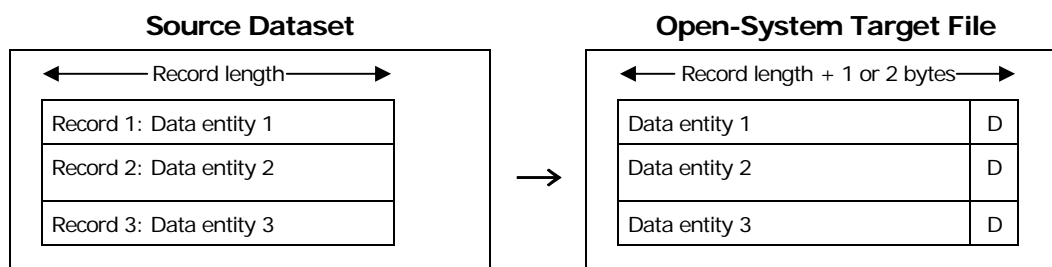 Source Dataset
Record length
Record 1: Data entity 1
Record 2: Data entity 2
Record 3: Data entity 3
Open-System Target File
Record length + 1 or 2 bytes
Data entity 1 D
Data entity 2 D
Data entity 3 D